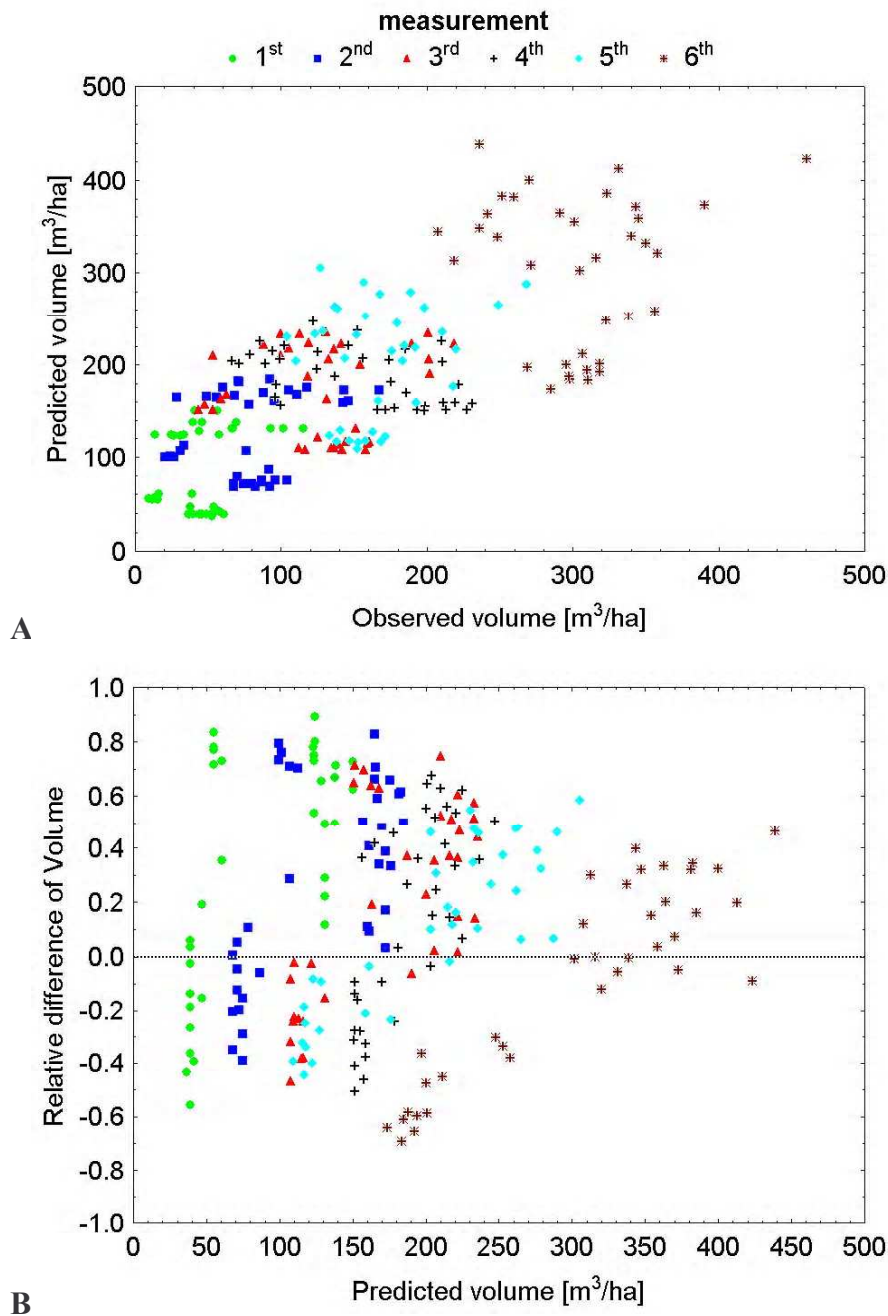 measurement
1st 2nd 3rd 4th 5th 6th
500
400
300
200
100
0
Predicted volume [m³/ha]
0 100 200 300 400 500
Observed volume [m³/ha]
A
1.0
0.8
0.6
0.4
0.2
0.0
-0.2
-0.4
-0.6
-0.8
-1.0
Relative difference of Volume
0 50 100 150 200 250 300 350 400 450 500
Predicted volume [m³/ha]
B